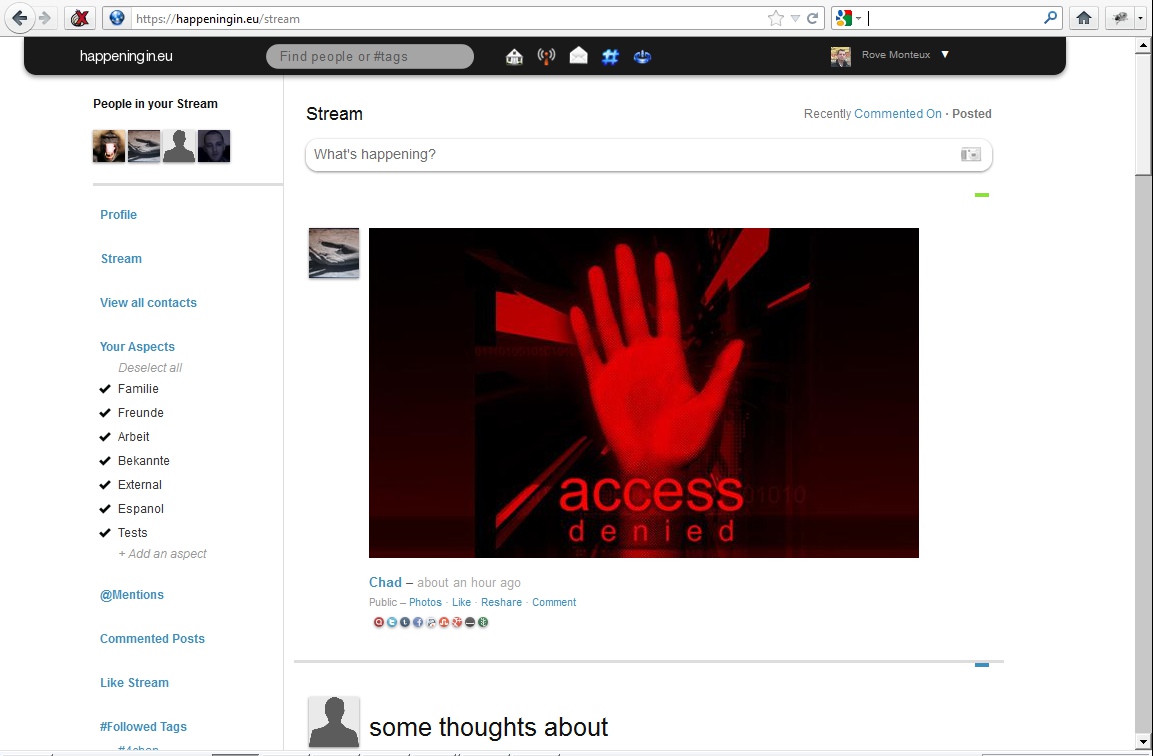 https://happeningin.eu/stream
happeningin.eu
Find people or #tags
Rove Monteux
People in your Stream
Profile
Stream
View all contacts
Your Aspects
Deselect all
Familie
Freunde
Arbeit
Bekannte
External
Espanol
Tests
+ Add an aspect
@Mentions
Commented Posts
Like Stream
#Followed Tags
#4chan
Stream
Recently Commented On · Posted
What's happening?
access
01010
denied
Chad – about an hour ago
Public – Photos · Like · Reshare · Comment
some thoughts about